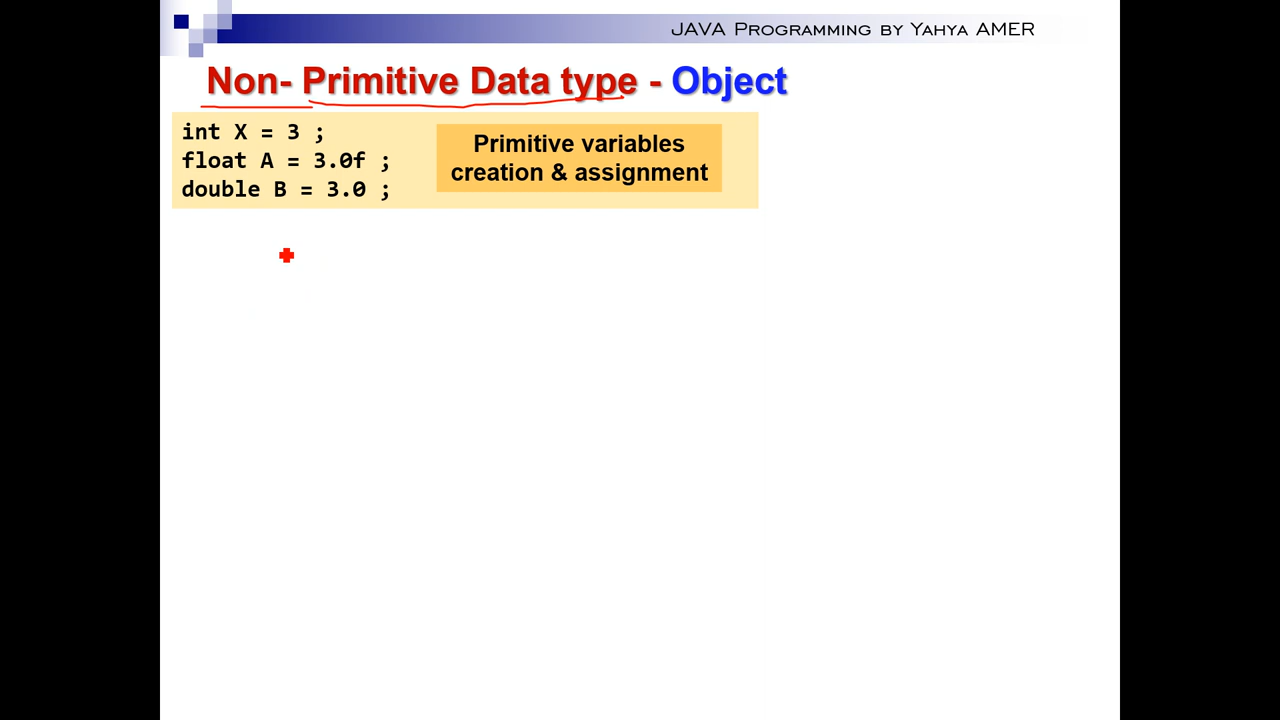 JAVA Programming by Yahya AMER
Non- Primitive Data type - Object
int X = 3 ;
float A = 3.0f ;
double B = 3.0 ;
Primitive variables
creation & assignment